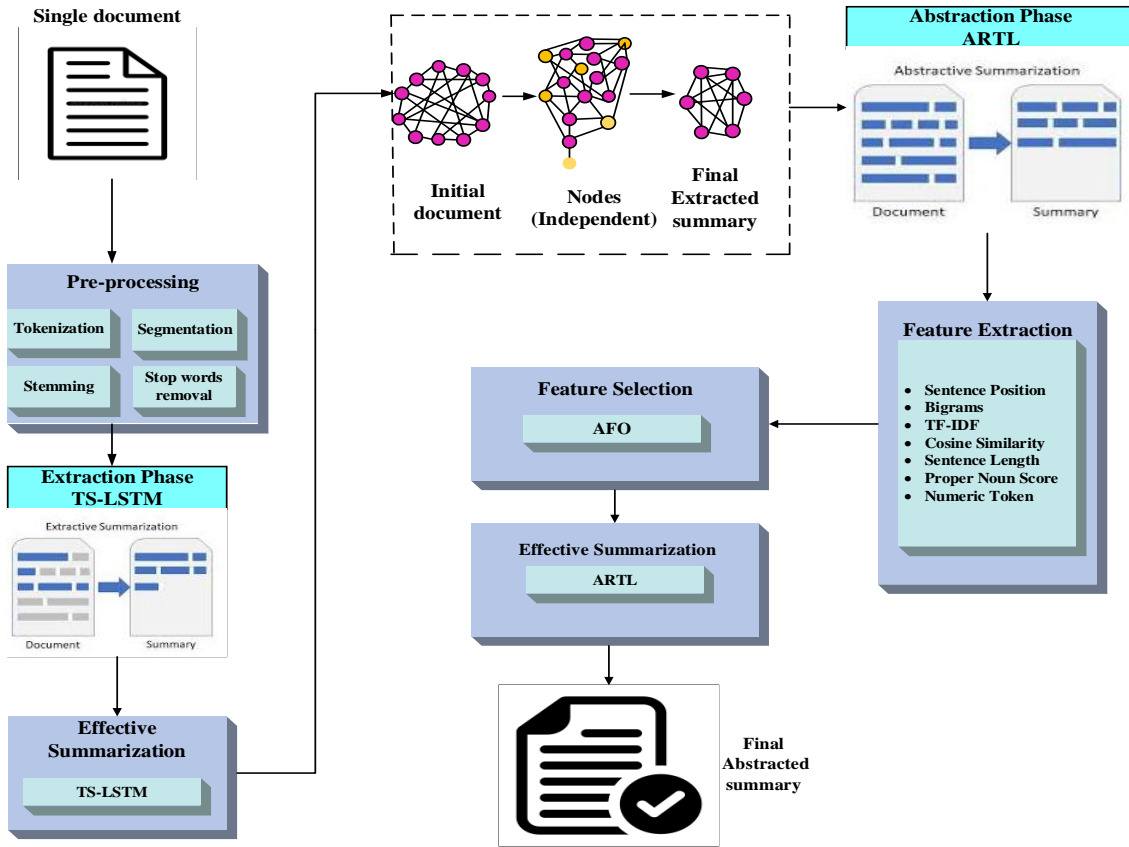 Single document
Pre-processing
Tokenization
Segmentation
Stemming
Stop words
removal
Extraction Phase
TS-LSTM
Extractive Summarization
Document
Summary
Effective
Summarization
TS-LSTM
Initial
document
Nodes
(Independent)
Final
Extracted
summary
Abstraction Phase
ARTL
Abstractive Summarization
Document
Summary
Feature Extraction
• Sentence Position
• Bigrams
• TF-IDF
• Cosine Similarity
• Sentence Length
• Proper Noun Score
• Numeric Token
Feature Selection
AFO
Effective Summarization
ARTL
Final
Abstracted
summary